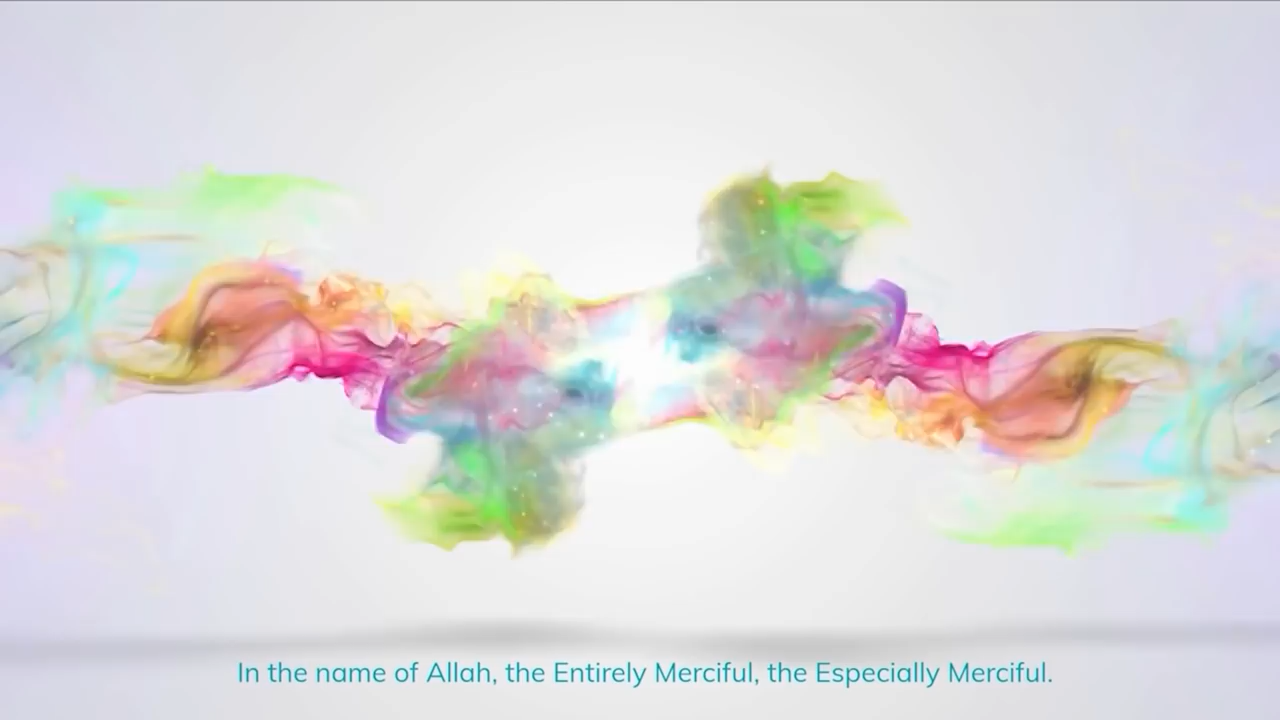 In the name of Allah, the Entirely Merciful, the Especially Merciful.